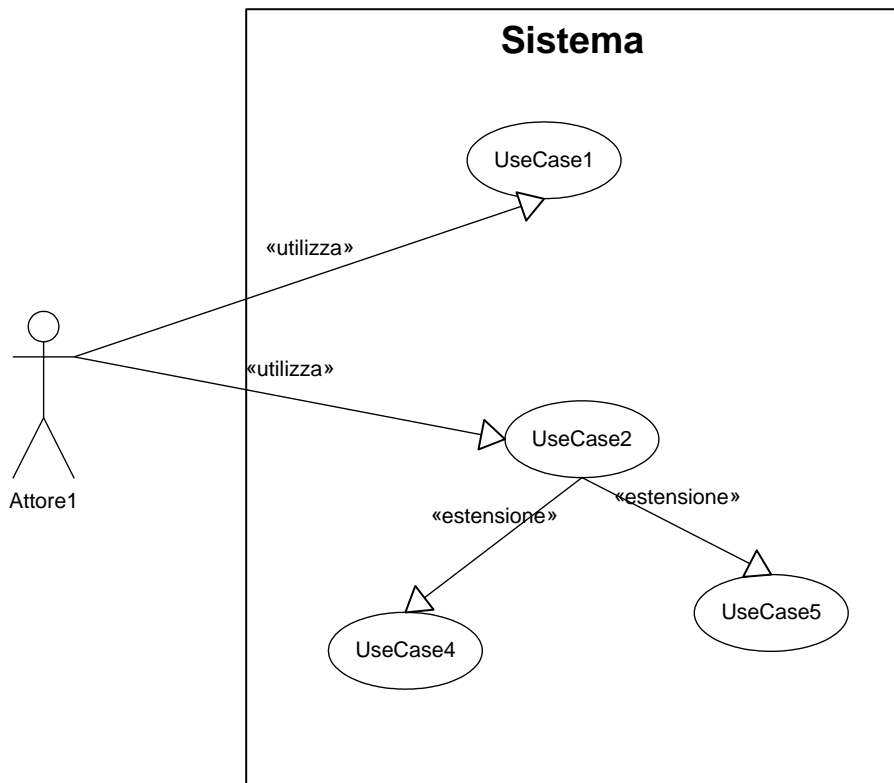 Sistema
UseCase1
«utilizza»
«utilizza»
UseCase2
Attore1
«estensione»
«estensione»
UseCase5
UseCase4